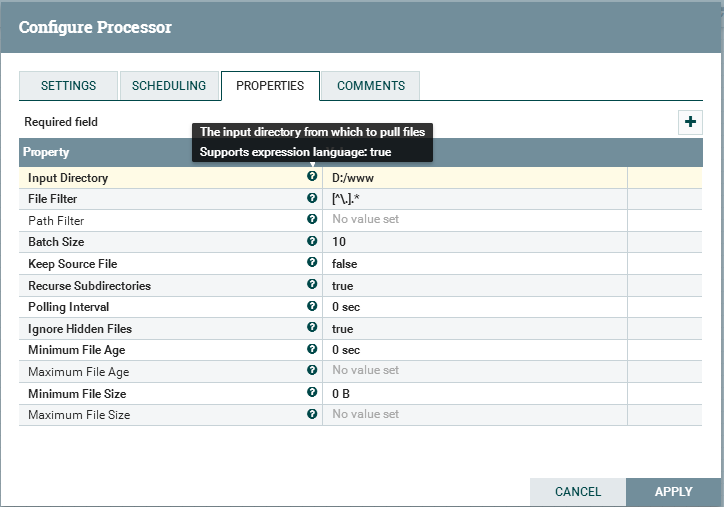 Configure Processor
SETTINGS SCHEDULING PROPERTIES COMMENTS
Required field
The input directory from which to pull files
Supports expression language: true
Property
Input Directory D:/www
File Filter [^\.].*
Path Filter No value set
Batch Size 10
Keep Source File false
Recurse Subdirectories true
Polling Interval 0 sec
Ignore Hidden Files true
Minimum File Age 0 sec
Maximum File Age No value set
Minimum File Size 0 B
Maximum File Size No value set
CANCEL APPLY